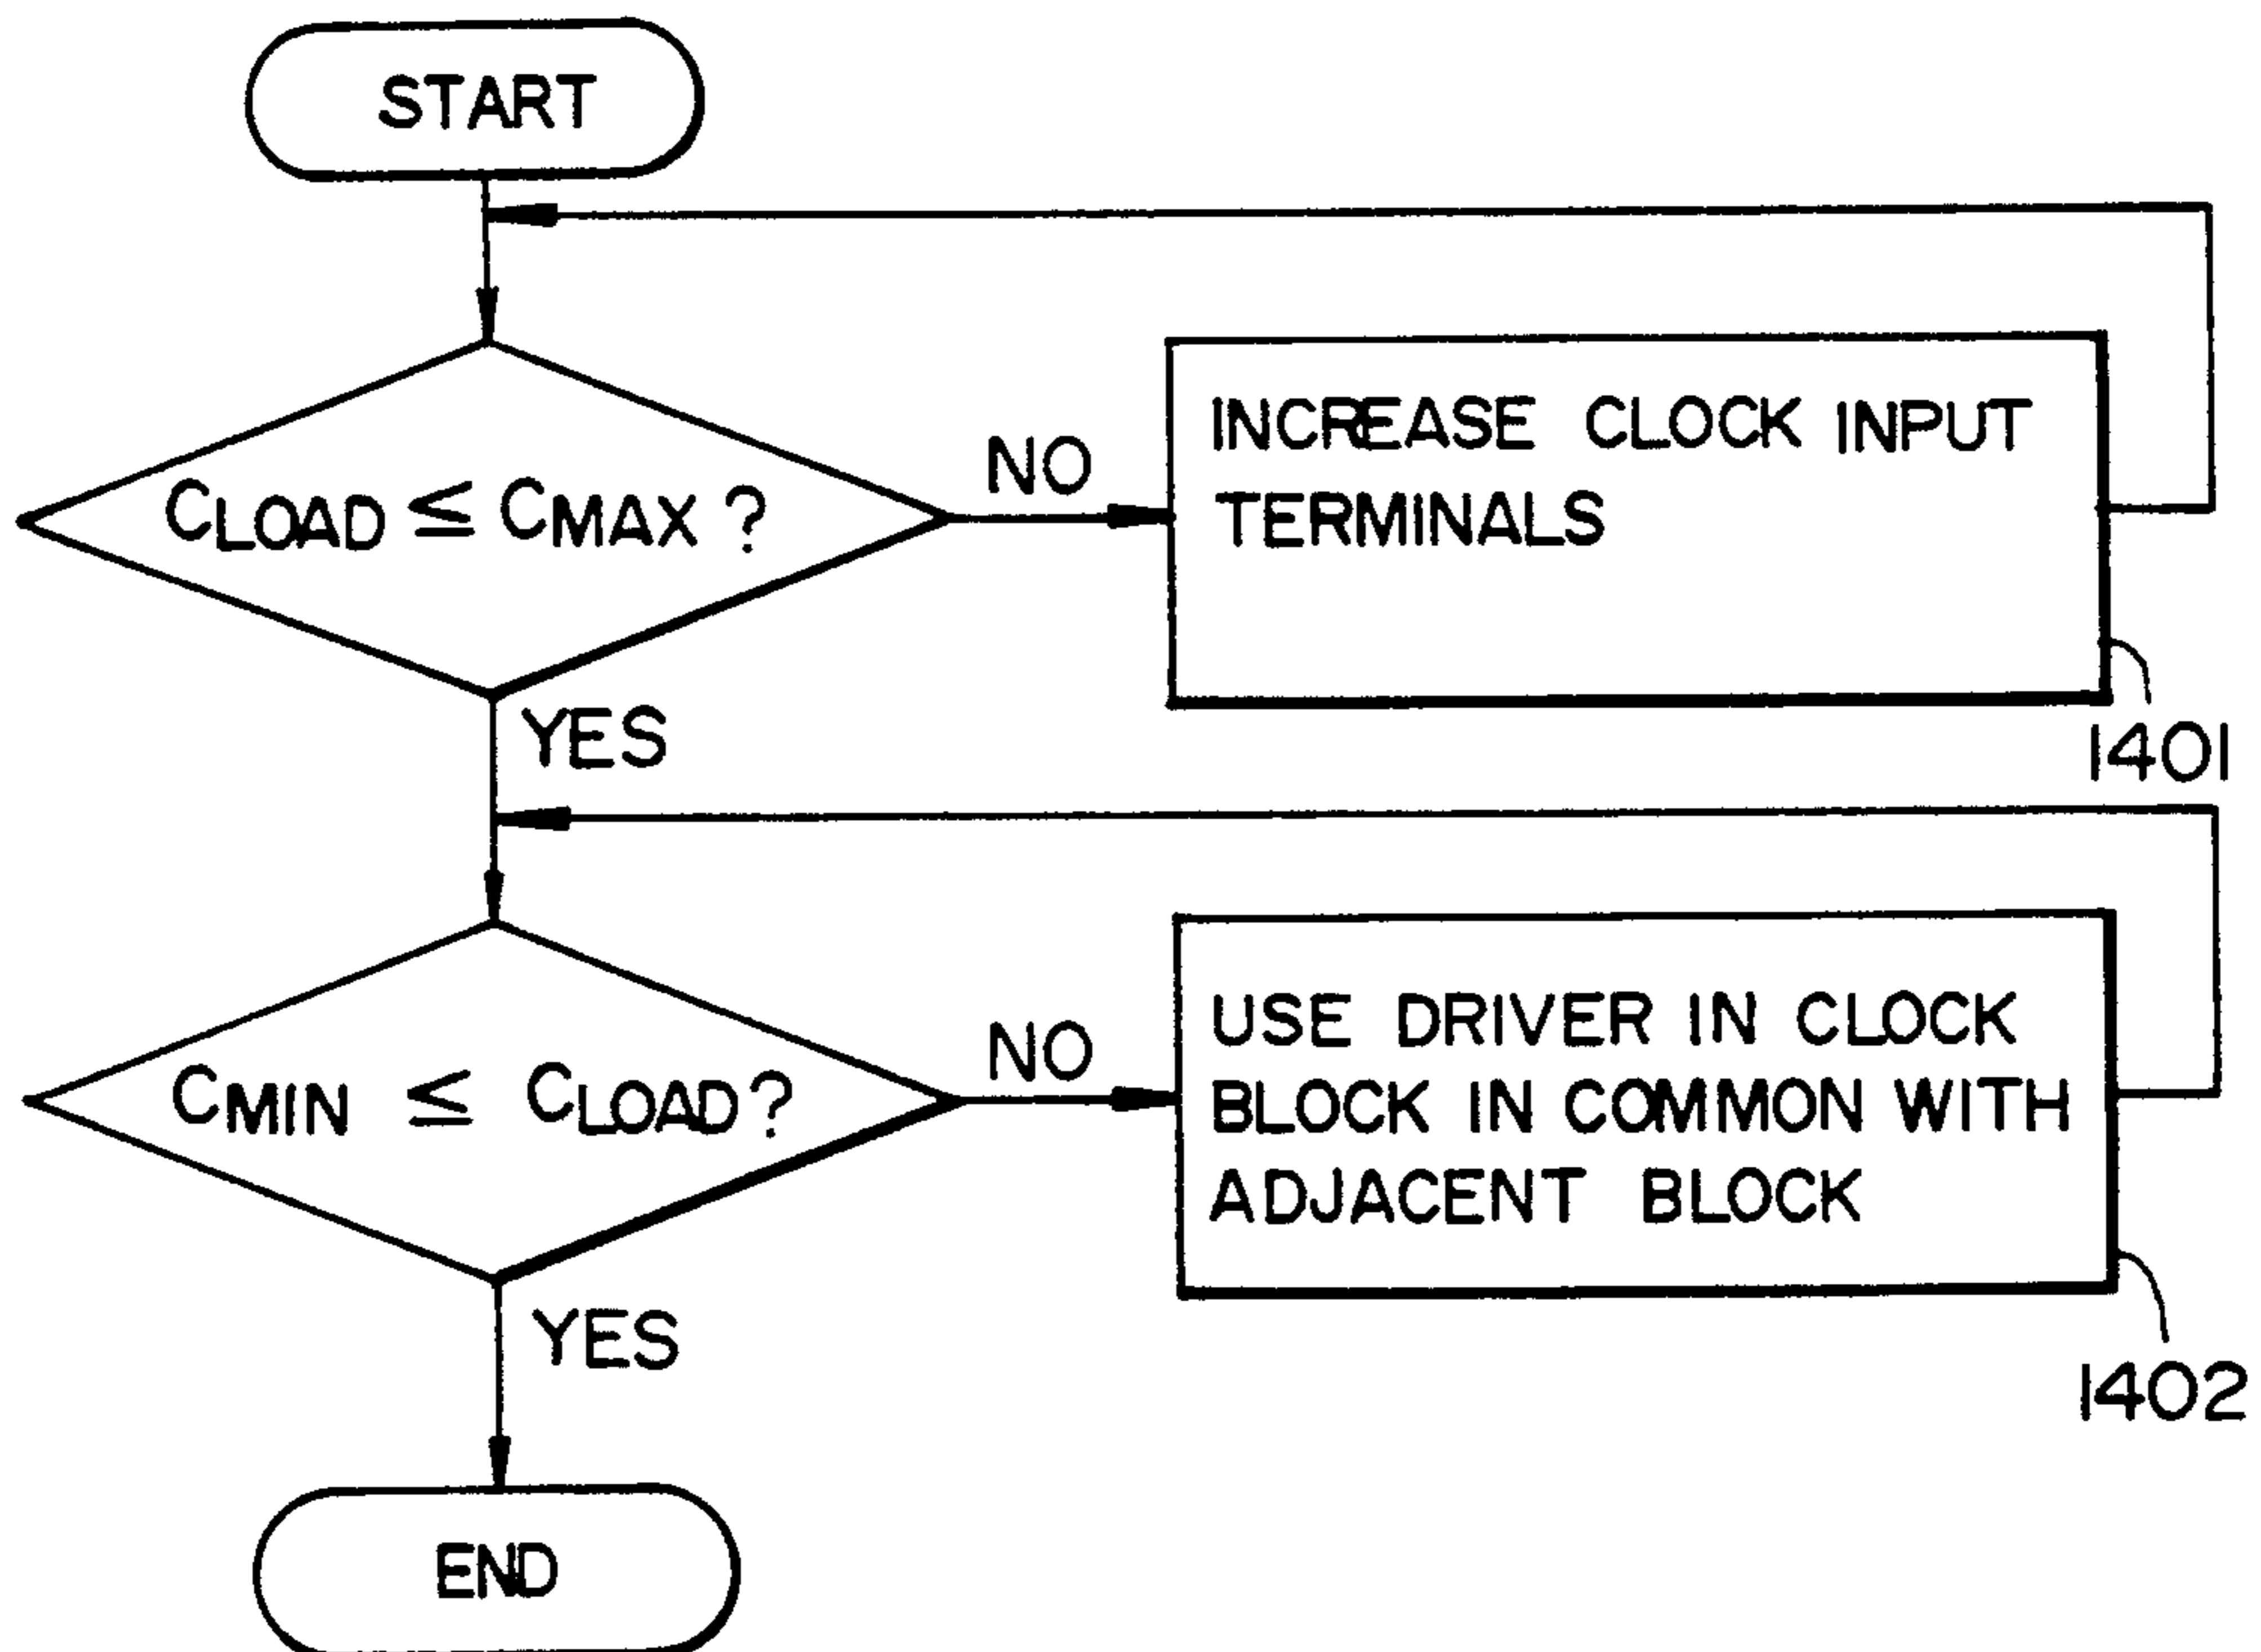 START
CLOAD ≤ CMAX ?
NO
INCREASE CLOCK INPUT
TERMINALS
1401
YES
CMIN ≤ CLOAD?
NO
USE DRIVER IN CLOCK
BLOCK IN COMMON WITH
ADJACENT BLOCK
1402
YES
END